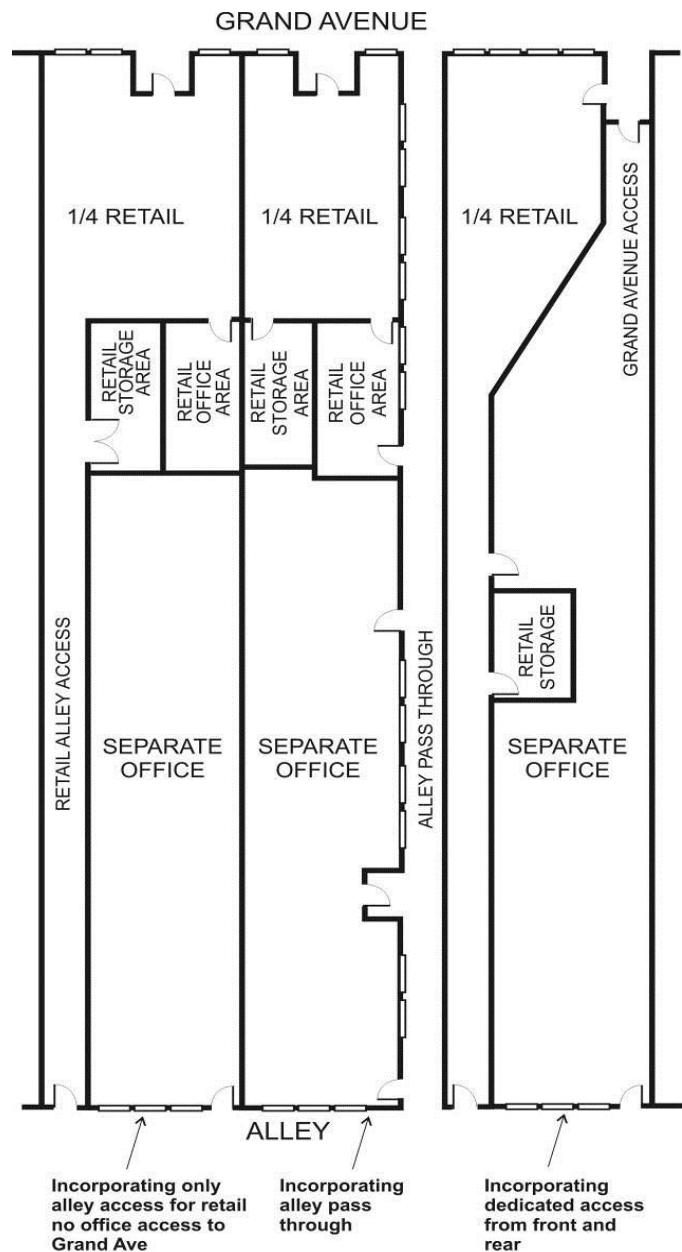 GRAND AVENUE
1/4 RETAIL
1/4 RETAIL
1/4 RETAIL
GRAND AVENUE ACCESS
RETAIL
STORAGE
AREA
RETAIL
OFFICE
AREA
RETAIL
STORAGE
AREA
RETAIL
OFFICE
AREA
RETAIL ALLEY ACCESS
SEPARATE
OFFICE
SEPARATE
OFFICE
ALLEY PASS THROUGH
RETAIL
STORAGE
SEPARATE
OFFICE
ALLEY
Incorporating only
alley access for retail
no office access to
Grand Ave
Incorporating
alley pass
through
Incorporating
dedicated access
from front and
rear